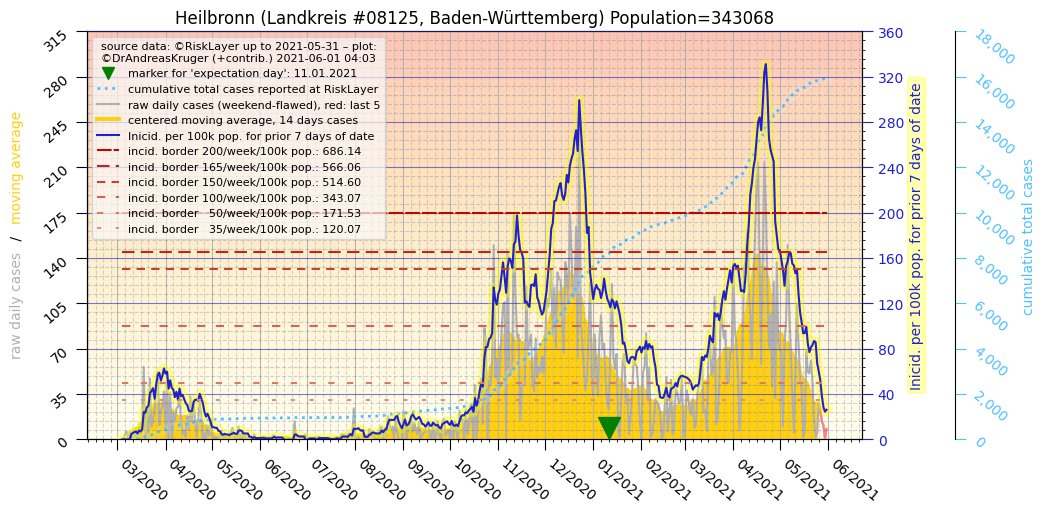 Heilbronn (Landkreis #08125, Baden-Württemberg) Population=343068
source data: ©RiskLayer up to 2021-05-31 – plot:
©DrAndreasKruger (+contrib.) 2021-06-01 04:03
marker for 'expectation day': 11.01.2021
cumulative total cases reported at RiskLayer
raw daily cases (weekend-flawed), red: last 5
centered moving average, 14 days cases
Inicid. per 100k pop. for prior 7 days of date
incid. border 200/week/100k pop.: 686.14
incid. border 165/week/100k pop.: 566.06
incid. border 150/week/100k pop.: 514.60
incid. border 100/week/100k pop.: 343.07
incid. border   50/week/100k pop.: 171.53
incid. border   35/week/100k pop.: 120.07
raw daily cases / moving average
315
280
245
210
175
140
105
70
35
0
03/2020
04/2020
05/2020
06/2020
07/2020
08/2020
09/2020
10/2020
11/2020
12/2020
01/2021
02/2021
03/2021
04/2021
05/2021
06/2021
360
320
280
240
200
160
120
80
40
0
Inicid. per 100k pop. for prior 7 days of date
18,000
16,000
14,000
12,000
10,000
8,000
6,000
4,000
2,000
0
cumulative total cases